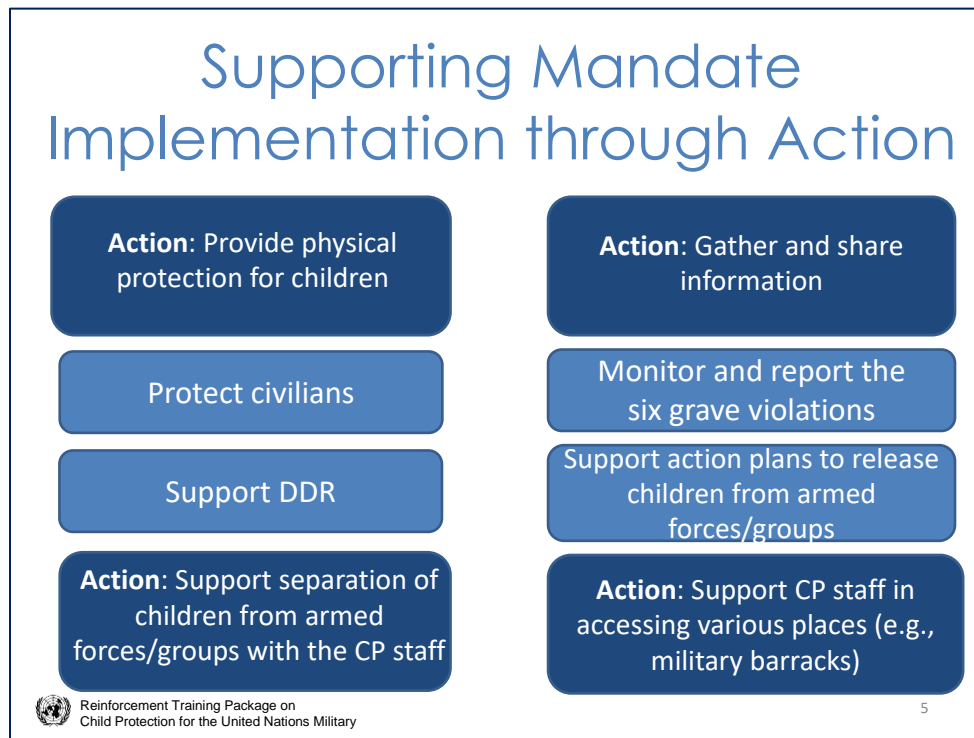 Supporting Mandate
Implementation through Action
Action: Provide physical
protection for children
Protect civilians
Support DDR
Action: Support separation of
children from armed
forces/groups with the CP staff
Action: Gather and share
information
Monitor and report the
six grave violations
Support action plans to release
children from armed
forces/groups
Action: Support CP staff in
accessing various places (e.g.,
military barracks)
Reinforcement Training Package on
Child Protection for the United Nations Military
5